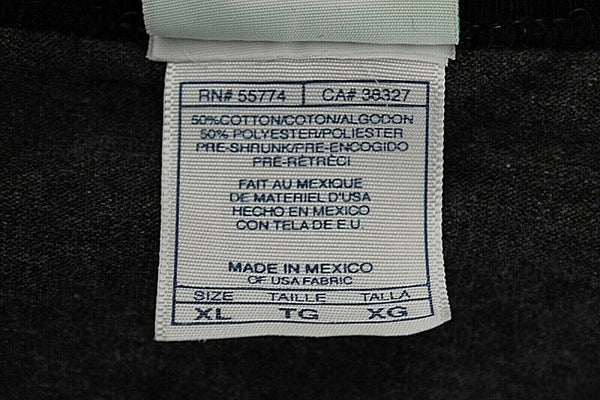 RN# 55774 CA# 38327
50%COTTON/COTON/ALGODON
50% POLYESTER/POLIESTER
PRE-SHRUNK/PRE-ENCOGIDO
PRÉ-RÉTRÉCI
FAIT AU MEXIQUE
DE MATERIEL D'USA
HECHO EN MEXICO
CON TELA DE E.U.
MADE IN MEXICO
OF USA FABRIC
SIZE TAILLE TALLA
XL TG XG